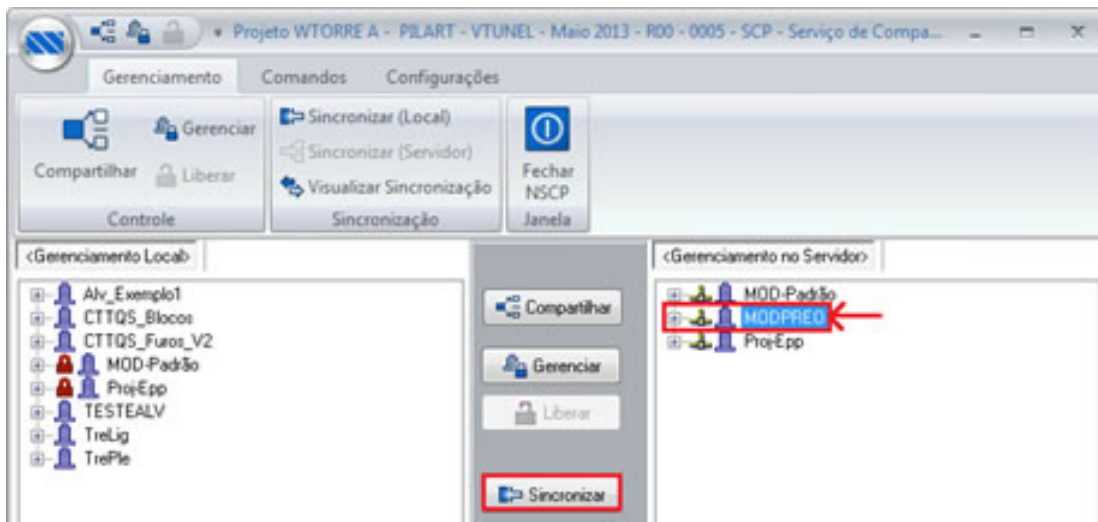 Projeto WTORRE A - PILART - VTUNEL - Maio 2013 - R00 - 0005 - SCP - Serviço de Compa...
Gerenciamento Comandos Configurações
Compartilhar
Gerenciar
Liberar
Controle
Sincronizar (Local)
Sincronizar (Servidor)
Visualizar Sincronização
Sincronização
Fechar
NSCP
Janela
<Gerenciamento Local>
Alv_Exemplo1
CTTQS_Blocos
CTTQS_Furos_V2
MOD-Padrão
Proj-Epp
TESTEALV
TreLig
TrePle
Compartilhar
Gerenciar
Liberar
Sincronizar
<Gerenciamento no Servidor>
MOD-Padrão
MODPREO
Proj-Epp